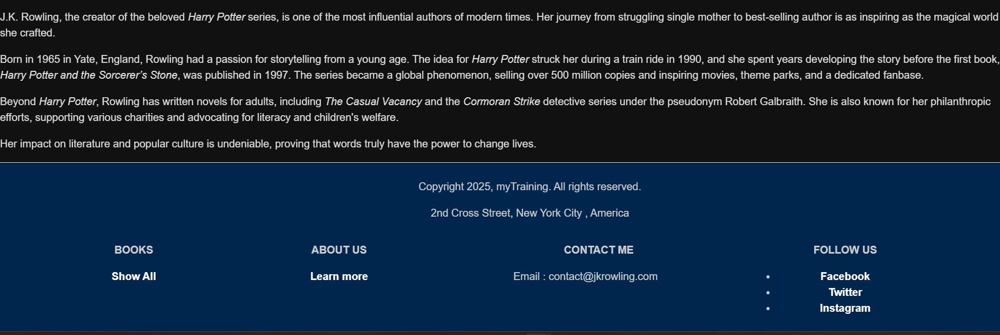 J.K. Rowling, the creator of the beloved Harry Potter series, is one of the most influential authors of modern times. Her journey from struggling single mother to best-selling author is as inspiring as the magical world
she crafted.
Born in 1965 in Yate, England, Rowling had a passion for storytelling from a young age. The idea for Harry Potter struck her during a train ride in 1990, and she spent years developing the story before the first book,
Harry Potter and the Sorcerer’s Stone, was published in 1997. The series became a global phenomenon, selling over 500 million copies and inspiring movies, theme parks, and a dedicated fanbase.
Beyond Harry Potter, Rowling has written novels for adults, including The Casual Vacancy and the Cormoran Strike detective series under the pseudonym Robert Galbraith. She is also known for her philanthropic
efforts, supporting various charities and advocating for literacy and children's welfare.
Her impact on literature and popular culture is undeniable, proving that words truly have the power to change lives.
Copyright 2025, myTraining. All rights reserved.
2nd Cross Street, New York City , America
BOOKS
Show All
ABOUT US
Learn more
CONTACT ME
Email : contact@jkrowling.com
FOLLOW US
• Facebook
• Twitter
• Instagram